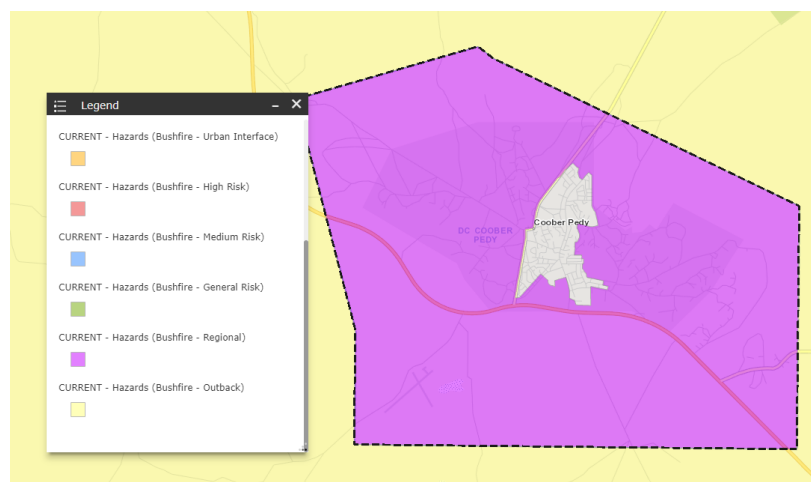 Legend
CURRENT - Hazards (Bushfire - Urban Interface)
CURRENT - Hazards (Bushfire - High Risk)
CURRENT - Hazards (Bushfire - Medium Risk)
CURRENT - Hazards (Bushfire - General Risk)
CURRENT - Hazards (Bushfire - Regional)
CURRENT - Hazards (Bushfire - Outback)
Coober Pedy
DC COOBER
PEDY